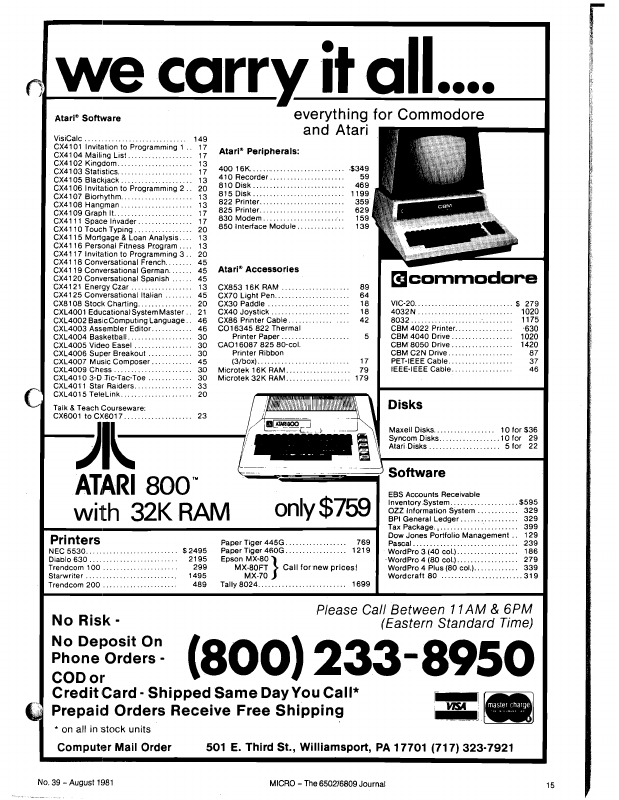 we carry it all....
everything for Commodore
and Atari
Atari® Software
VisiCalc .............................. 149
CX4101 Invitation to Programming 1 .. 17
CX4104 Mailing List .................. 17
CX4102 Kingdom ..................... 13
CX4103 Statistics ..................... 17
CX4105 Blackjack ..................... 13
CX4106 Invitation to Programming 2 .. 20
CX4107 Biorhythm .................... 13
CX4108 Hangman ..................... 13
CX4109 Graph It ...................... 17
CX4111 Space Invader ................ 17
CX4110 Touch Typing ................. 20
CX4115 Mortgage & Loan Analysis .... 13
CX4116 Personal Fitness Program .... 13
CX4117 Invitation to Programming 3 .. 20
CX4118 Conversational French ........ 45
CX4119 Conversational German ....... 45
CX4120 Conversational Spanish ...... 45
CX4121 Energy Czar .................. 13
CX4125 Conversational Italian ....... 45
CX8108 Stock Charting ............... 20
CXL4001 Educational System Master .. 21
CXL4002 Basic Computing Language .. 46
CXL4003 Assembler Editor ............ 46
CXL4004 Basketball ................... 30
CXL4005 Video Easel ................. 30
CXL4006 Super Breakout ............. 30
CXL4007 Music Composer ............ 45
CXL4009 Chess ....................... 30
CXL4010 3-D Tic-Tac-Toe ............. 30
CXL4011 Star Raiders ................. 33
CXL4015 TeleLink ..................... 20
Talk & Teach Courseware:
CX6001 to CX6017 .................... 23
Atari® Peripherals:
400 16K ......................... $349
410 Recorder ...................... 59
810 Disk .......................... 469
815 Disk ......................... 1199
822 Printer ........................ 359
825 Printer ........................ 629
830 Modem ....................... 159
850 Interface Module ............. 139
Atari® Accessories
CX853 16K RAM ................... 89
CX70 Light Pen ................... 64
CX30 Paddle ...................... 18
CX40 Joystick ..................... 18
CX86 Printer Cable ............... 42
CO16345 822 Thermal
Printer Paper ................... 5
CAO16087 825 80-col.
Printer Ribbon
(3/box) ......................... 17
Microtek 16K RAM ................ 79
Microtek 32K RAM ................ 179
CBM
commodore
VIC-20 ........................ $ 279
4032N ......................... 1020
8032 ........................... 1175
CBM 4022 Printer ............... 630
CBM 4040 Drive ................ 1020
CBM 8050 Drive ................ 1420
CBM C2N Drive .................. 87
PET-IEEE Cable .................. 37
IEEE-IEEE Cable ................. 46
Disks
Maxell Disks ............... 10 for $36
Syncom Disks .............. 10 for 29
Atari Disks .................. 5 for 22
Software
EBS Accounts Receivable
Inventory System ................ $595
OZZ Information System .......... 329
BPI General Ledger ............... 329
Tax Package ..................... 399
Dow Jones Portfolio Management .. 129
Pascal ........................... 239
WordPro 3 (40 col.) ............... 186
WordPro 4 (80 col.) ............... 279
WordPro 4 Plus (80 col.) .......... 339
Wordcraft 80 .................... 319
ATARI 800
ATARI 800™
with 32K RAM only $759
Printers
NEC 5530 ...................... $2495
Diablo 630 ...................... 2195
Trendcom 100 ................... 299
Starwriter ....................... 1495
Trendcom 200 ................... 489
Paper Tiger 445G ................. 769
Paper Tiger 460G ................ 1219
Epson MX-80
MX-80FT } Call for new prices!
MX-70
Tally 8024 ....................... 1699
Please Call Between 11AM & 6PM
(Eastern Standard Time)
No Risk -
No Deposit On
Phone Orders -
COD or
(800) 233-8950
Credit Card - Shipped Same Day You Call*
Prepaid Orders Receive Free Shipping
VISA
master charge
* on all in stock units
Computer Mail Order 501 E. Third St., Williamsport, PA 17701 (717) 323-7921
No. 39 – August 1981 MICRO – The 6502/6809 Journal 15